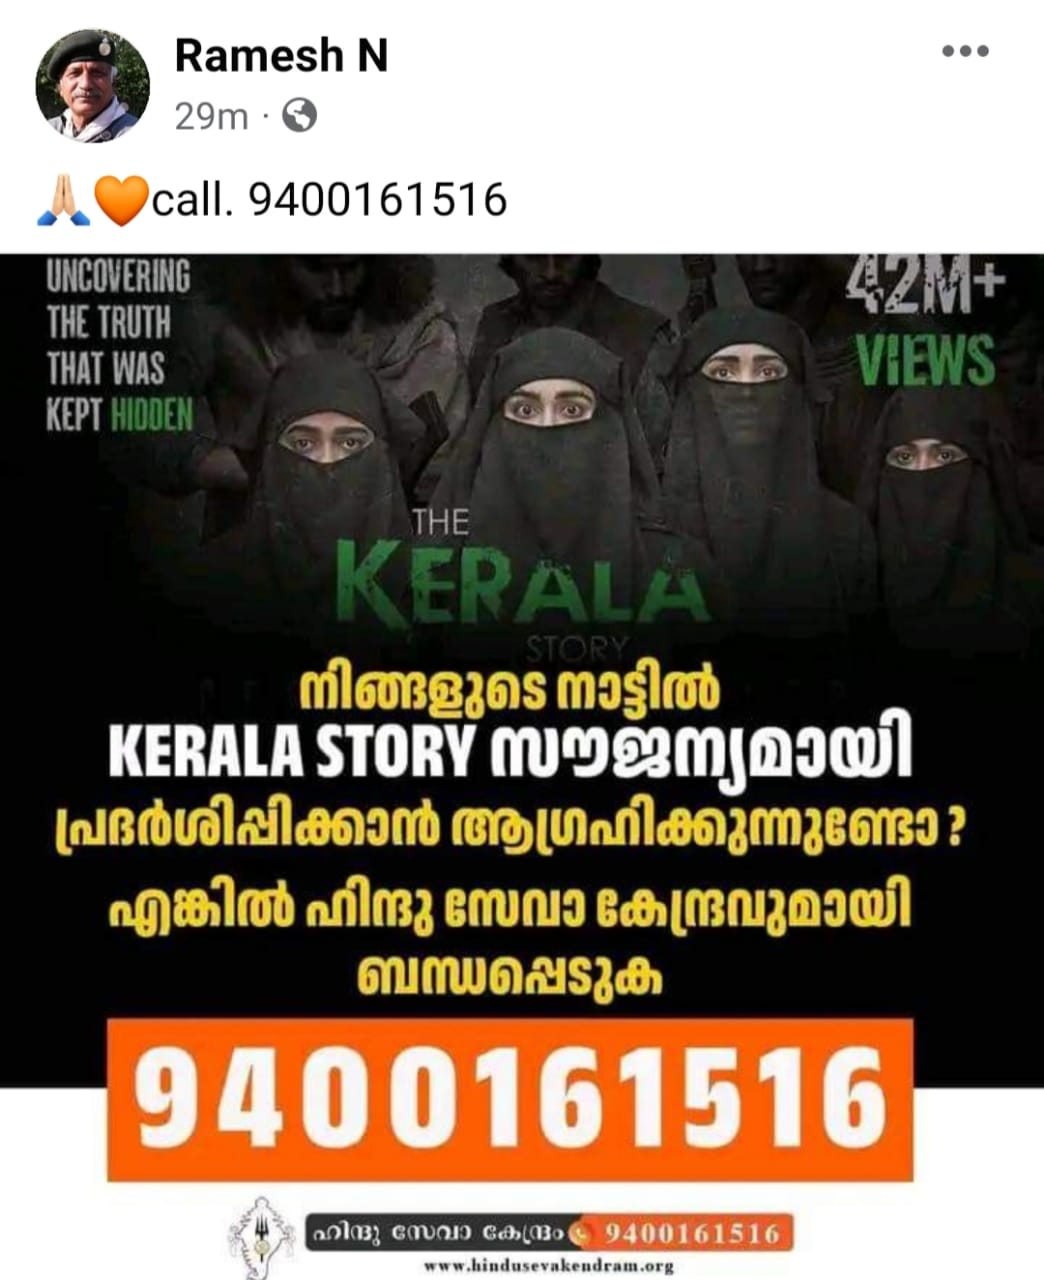 Ramesh N
29m ·
🙏🏻🧡call. 9400161516
UNCOVERING
THE TRUTH
THAT WAS
KEPT HIDDEN
42M+
VIEWS
THE
KERALA
STORY
നിങ്ങളുടെ നാട്ടിൽ
KERALA STORY സൗജന്യമായി
പ്രദർശിപ്പിക്കാൻ ആഗ്രഹിക്കുന്നുണ്ടോ ?
എങ്കിൽ ഹിന്ദു സേവാ കേന്ദ്രവുമായി
ബന്ധപ്പെടുക
9400161516
ഹിന്ദു സേവാ കേന്ദ്രം 9400161516
www.hindusevakendram.org